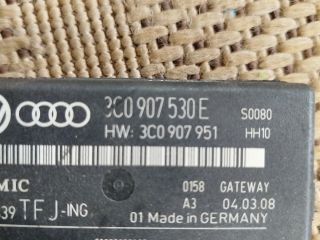 3C0 907 530 E S0080
HW: 3C0 907 951 HH10
MIC 0158 GATEWAY
39 TFJ-ING A3 04.03.08
01 Made in GERMANY